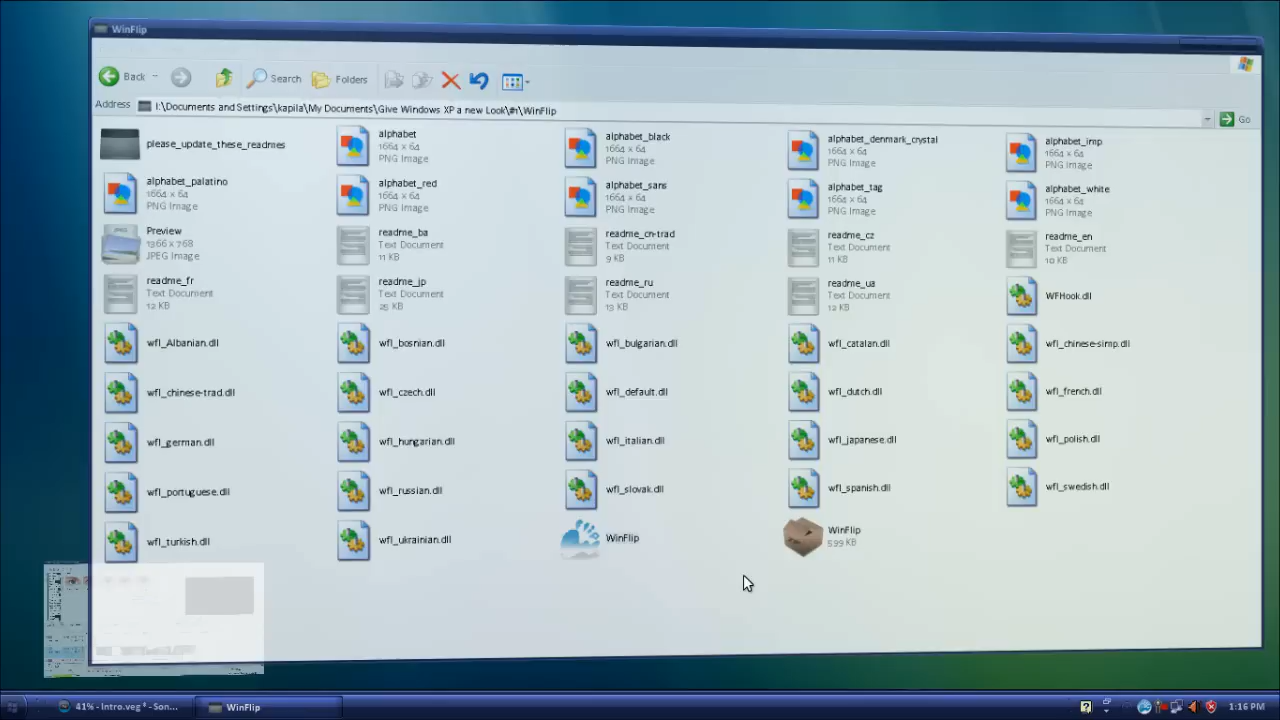 WinFlip
Back
Search
Folders
Address
I:\Documents and Settings\kapila\My Documents\Give Windows XP a new Look\#1\WinFlip
Go
please_update_these_readmes
alphabet
1664 x 64
PNG Image
alphabet_black
1664 x 64
PNG Image
alphabet_denmark_crystal
1664 x 64
PNG Image
alphabet_imp
1664 x 64
PNG Image
alphabet_palatino
1664 x 64
PNG Image
alphabet_red
1664 x 64
PNG Image
alphabet_sans
1664 x 64
PNG Image
alphabet_tag
1664 x 64
PNG Image
alphabet_white
1664 x 64
PNG Image
Preview
1366 x 768
JPEG Image
readme_ba
Text Document
11 KB
readme_cn-trad
Text Document
9 KB
readme_cz
Text Document
11 KB
readme_en
Text Document
10 KB
readme_fr
Text Document
12 KB
readme_jp
Text Document
25 KB
readme_ru
Text Document
13 KB
readme_ua
Text Document
12 KB
WFHook.dll
wfl_Albanian.dll
wfl_bosnian.dll
wfl_bulgarian.dll
wfl_catalan.dll
wfl_chinese-simp.dll
wfl_chinese-trad.dll
wfl_czech.dll
wfl_default.dll
wfl_dutch.dll
wfl_french.dll
wfl_german.dll
wfl_hungarian.dll
wfl_italian.dll
wfl_japanese.dll
wfl_polish.dll
wfl_portuguese.dll
wfl_russian.dll
wfl_slovak.dll
wfl_spanish.dll
wfl_swedish.dll
wfl_turkish.dll
wfl_ukrainian.dll
WinFlip
WinFlip
599 KB
41% - Intro.veg * - Son...
WinFlip
1:16 PM